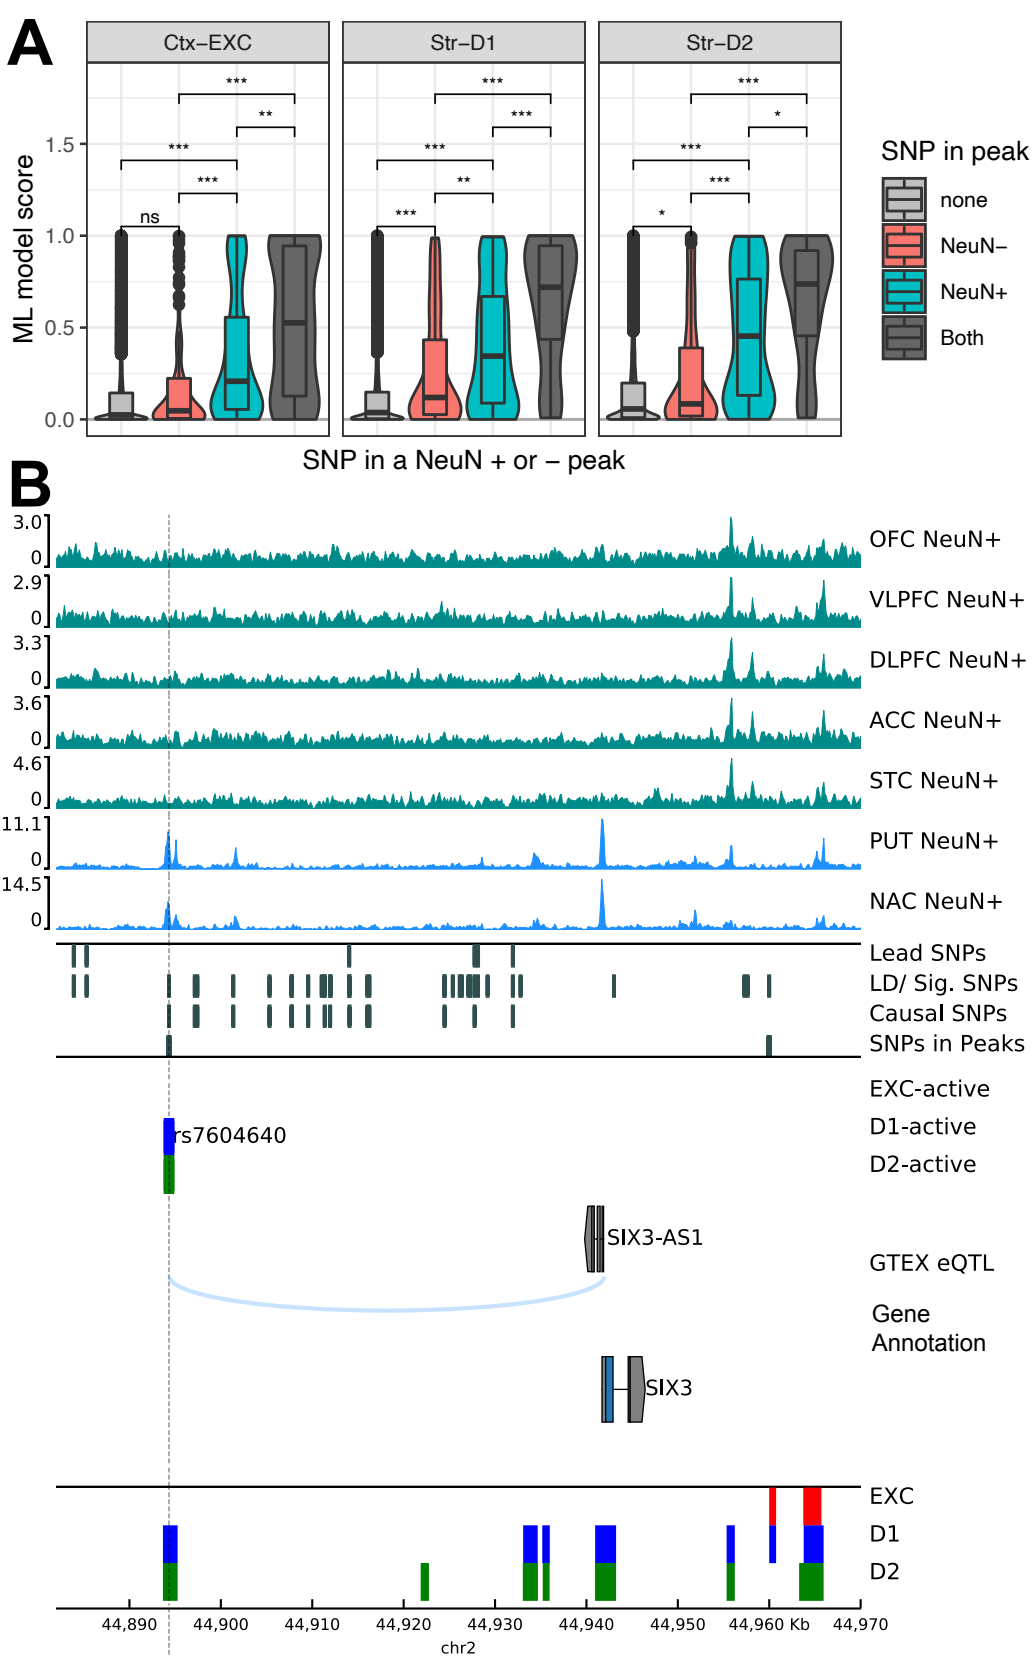 A
Ctx−EXC
Str−D1
Str−D2
ML model score
1.5
1.0
0.5
0.0
***
**
***
***
ns
***
***
***
**
***
***
*
***
***
*
SNP in a NeuN + or − peak
SNP in peak
none
NeuN−
NeuN+
Both
B
3.0
0
OFC NeuN+
2.9
0
VLPFC NeuN+
3.3
0
DLPFC NeuN+
3.6
0
ACC NeuN+
4.6
0
STC NeuN+
11.1
0
PUT NeuN+
14.5
0
NAC NeuN+
Lead SNPs
LD/ Sig. SNPs
Causal SNPs
SNPs in Peaks
EXC-active
D1-active
rs7604640
D2-active
SIX3-AS1
GTEX eQTL
Gene
Annotation
SIX3
EXC
D1
D2
44,890 44,900 44,910 44,920 44,930 44,940 44,950 44,960 Kb 44,970
chr2